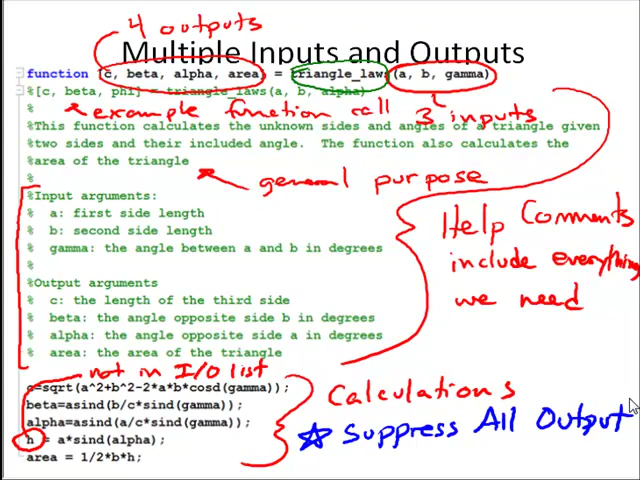 4 outputs
Multiple Inputs and Outputs
function [c, beta, alpha, area] = triangle_laws(a, b, gamma)
%[c, beta, phi] = triangle_laws(a, b, alpha)
%
example function call
3 inputs
%This function calculates the unknown sides and angles of a triangle given
%two sides and their included angle. The function also calculates the
%area of the triangle
%
general purpose
%Input arguments:
% a: first side length
% b: second side length
% gamma: the angle between a and b in degrees
%
Help Comments
include everything
we need
%Output arguments
% c: the length of the third side
% beta: the angle opposite side b in degrees
% alpha: the angle opposite side a in degrees
% area: the area of the triangle
not in I/O list
c=sqrt(a^2+b^2-2*a*b*cosd(gamma));
beta=asind(b/c*sind(gamma));
alpha=asind(a/c*sind(gamma));
h = a*sind(alpha);
area = 1/2*b*h;
Calculations
Suppress All Output